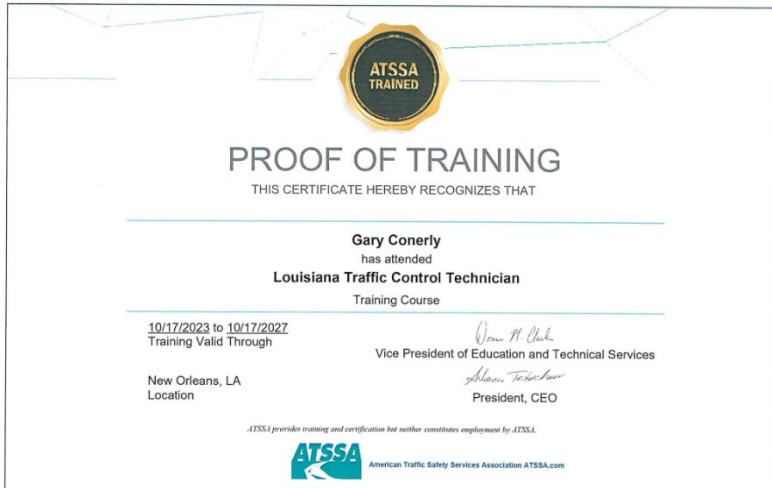 ATSSA
TRAINED
PROOF OF TRAINING
THIS CERTIFICATE HEREBY RECOGNIZES THAT
Gary Conerly
has attended
Louisiana Traffic Control Technician
Training Course
10/17/2023 to 10/17/2027
Training Valid Through
Vice President of Education and Technical Services
New Orleans, LA
Location
President, CEO
ATSSA provides training and certification but neither constitutes employment by ATSSA.
ATSSA
American Traffic Safety Services Association ATSSA.com